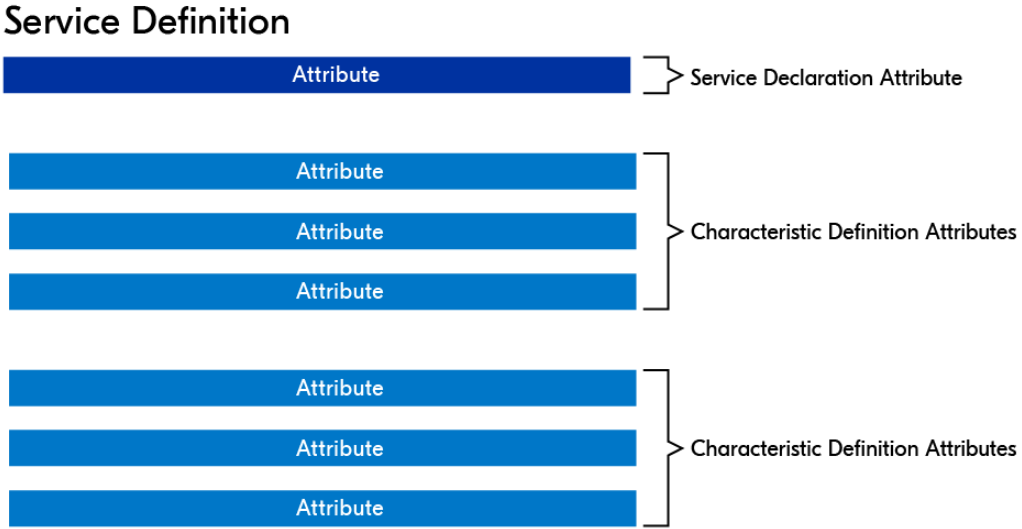 Service Definition
Attribute
Service Declaration Attribute
Attribute
Attribute
Characteristic Definition Attributes
Attribute
Attribute
Attribute
Characteristic Definition Attributes
Attribute